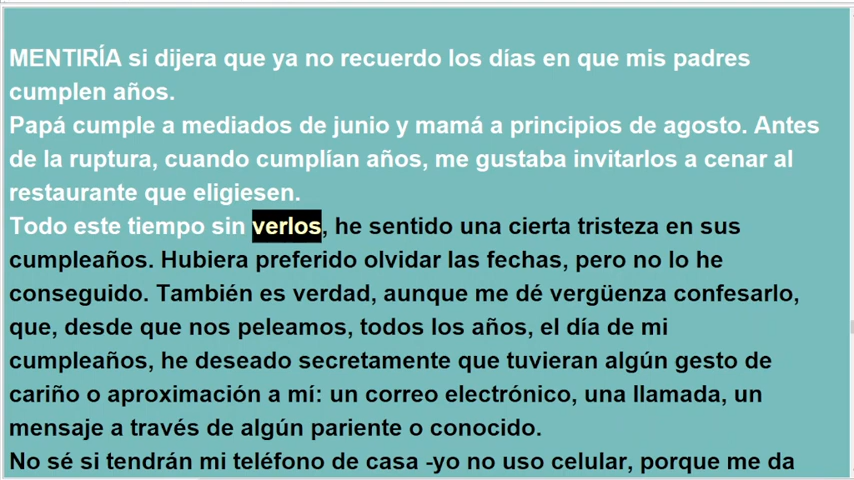 MENTIRÍA si dijera que ya no recuerdo los días en que mis padres
cumplen años.
Papá cumple a mediados de junio y mamá a principios de agosto. Antes
de la ruptura, cuando cumplían años, me gustaba invitarlos a cenar al
restaurante que eligiesen.
Todo este tiempo sin verlos, he sentido una cierta tristeza en sus
cumpleaños. Hubiera preferido olvidar las fechas, pero no lo he
conseguido. También es verdad, aunque me dé vergüenza confesarlo,
que, desde que nos peleamos, todos los años, el día de mi
cumpleaños, he deseado secretamente que tuvieran algún gesto de
cariño o aproximación a mí: un correo electrónico, una llamada, un
mensaje a través de algún pariente o conocido.
No sé si tendrán mi teléfono de casa -yo no uso celular, porque me da